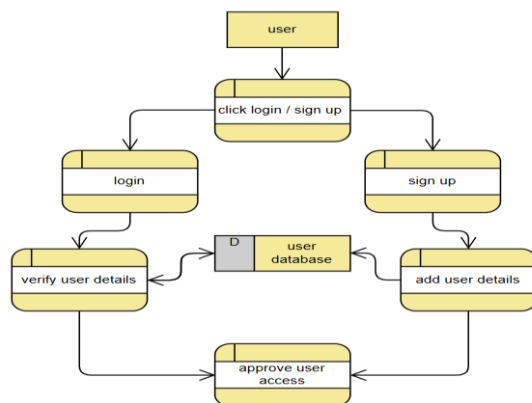 user
click login / sign up
login
sign up
D
user
database
verify user details
add user details
approve user
access